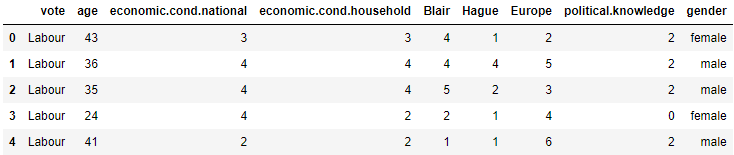 vote age economic.cond.national economic.cond.household Blair Hague Europe political.knowledge gender
0 Labour 43 3 3 4 1 2 2 female
1 Labour 36 4 4 4 4 5 2 male
2 Labour 35 4 4 5 2 3 2 male
3 Labour 24 4 2 2 1 4 0 female
4 Labour 41 2 2 1 1 6 2 male